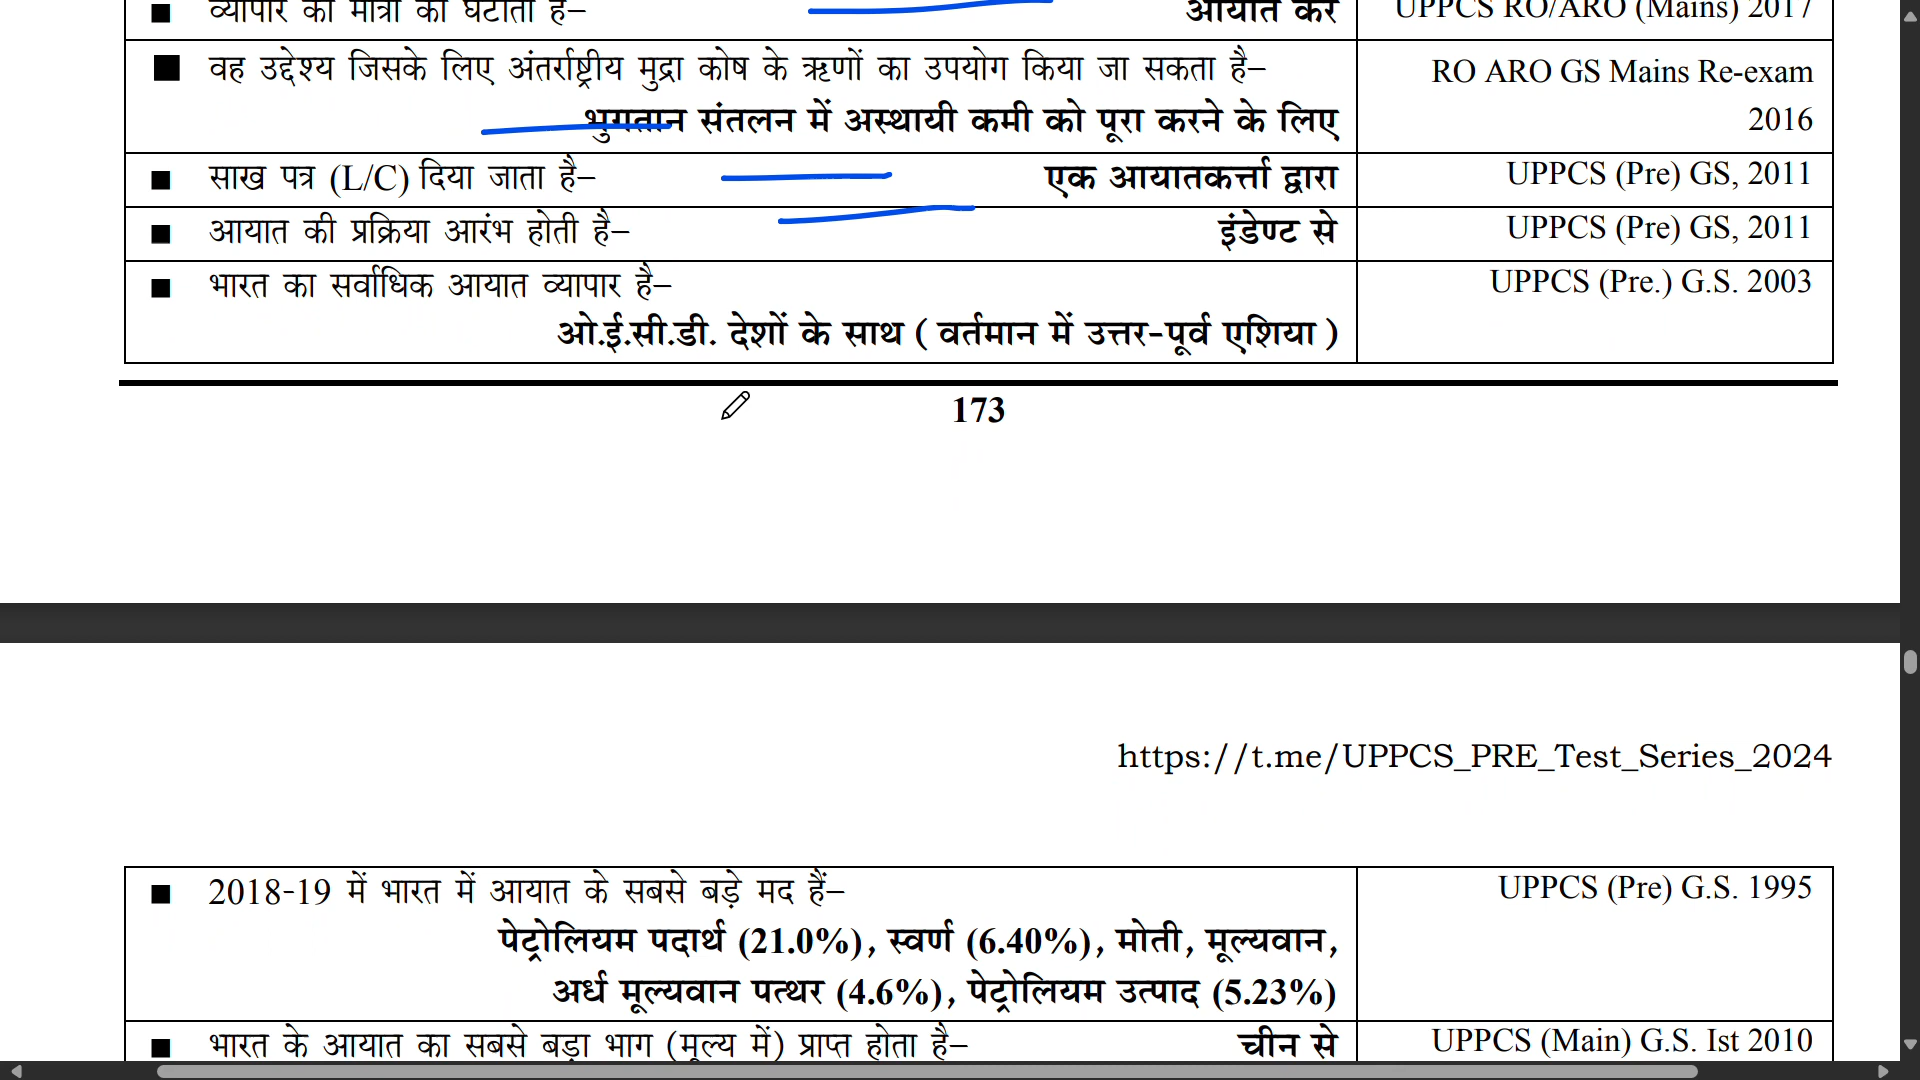 व्यापार की मात्रा को घटाता है– आयात कर UPPCS RO/ARO (Mains) 2017
■ वह उद्देश्य जिसके लिए अंतर्राष्ट्रीय मुद्रा कोष के ऋणों का उपयोग किया जा सकता है– RO ARO GS Mains Re-exam
भुगतान संतलन में अस्थायी कमी को पूरा करने के लिए 2016
■ साख पत्र (L/C) दिया जाता है– एक आयातकर्त्ता द्वारा UPPCS (Pre) GS, 2011
■ आयात की प्रक्रिया आरंभ होती है– इंडेण्ट से UPPCS (Pre) GS, 2011
■ भारत का सर्वाधिक आयात व्यापार है– UPPCS (Pre.) G.S. 2003
ओ.ई.सी.डी. देशों के साथ ( वर्तमान में उत्तर-पूर्व एशिया )
173
https://t.me/UPPCS_PRE_Test_Series_2024
■ 2018-19 में भारत में आयात के सबसे बड़े मद हैं– UPPCS (Pre) G.S. 1995
पेट्रोलियम पदार्थ (21.0%), स्वर्ण (6.40%), मोती, मूल्यवान,
अर्ध मूल्यवान पत्थर (4.6%), पेट्रोलियम उत्पाद (5.23%)
■ भारत के आयात का सबसे बड़ा भाग (मूल्य में) प्राप्त होता है– चीन से UPPCS (Main) G.S. Ist 2010